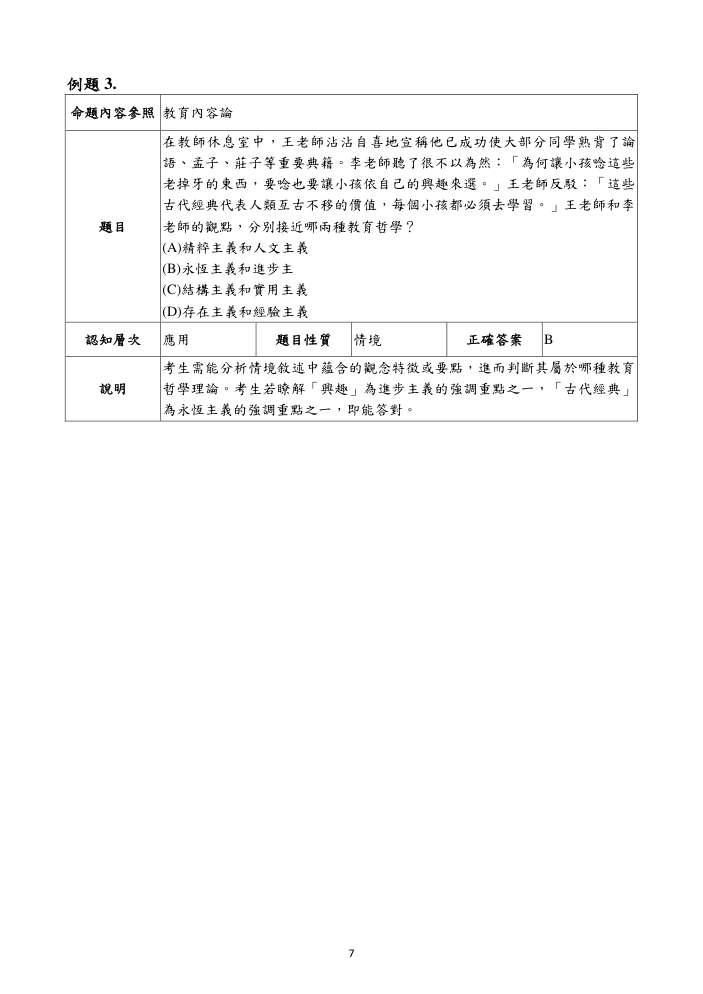 例題 3.
命題內容參照 教育內容論
在教師休息室中，王老師沾沾自喜地宣稱他已成功使大部分同學熟背了論
語、孟子、莊子等重要典籍。李老師聽了很不以為然：「為何讓小孩唸這些
老掉牙的東西，要唸也要讓小孩依自己的興趣來選。」王老師反駁：「這些
古代經典代表人類亙古不移的價值，每個小孩都必須去學習。」王老師和李
題目 老師的觀點，分別接近哪兩種教育哲學？
(A)精粹主義和人文主義
(B)永恆主義和進步主
(C)結構主義和實用主義
(D)存在主義和經驗主義
認知層次 應用 題目性質 情境 正確答案 B
考生需能分析情境敘述中蘊含的觀念特徵或要點，進而判斷其屬於哪種教育
說明 哲學理論。考生若瞭解「興趣」為進步主義的強調重點之一，「古代經典」
為永恆主義的強調重點之一，即能答對。
7